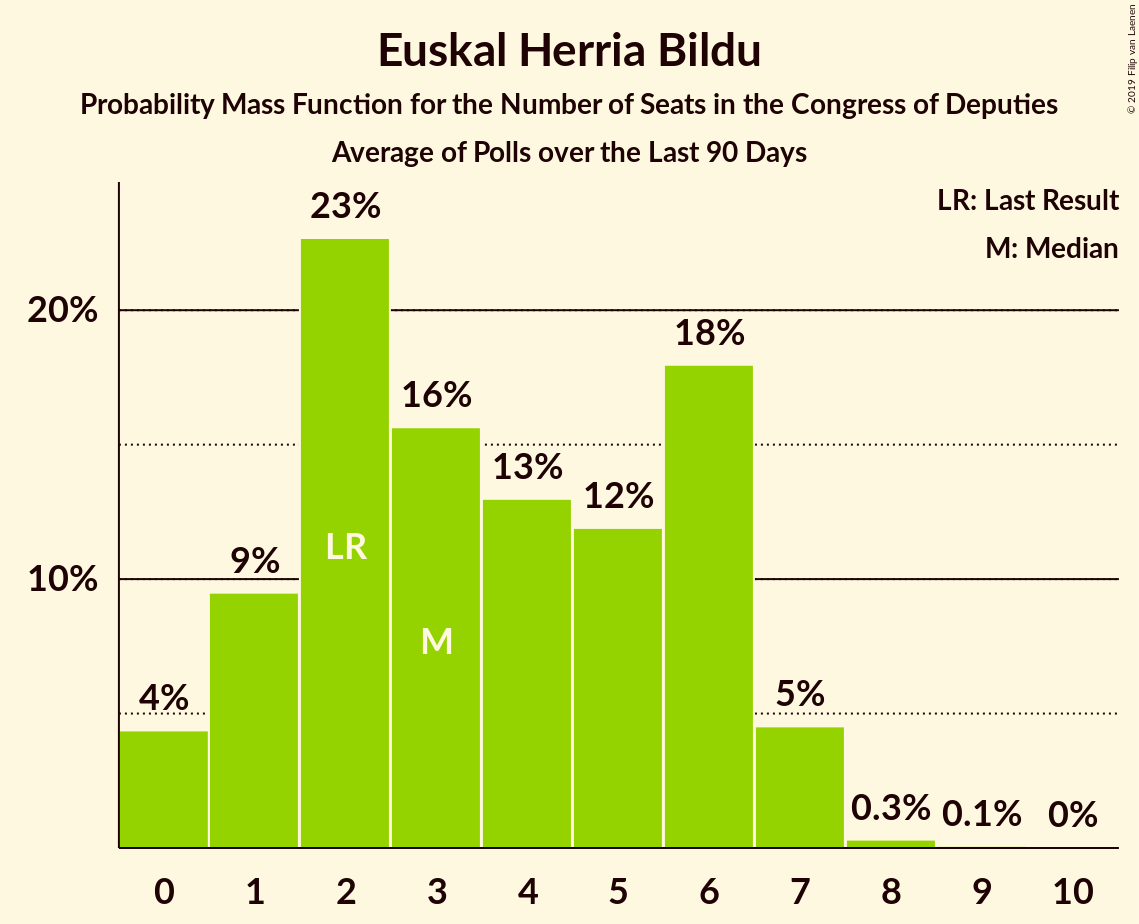 Euskal Herria Bildu
Probability Mass Function for the Number of Seats in the Congress of Deputies
Average of Polls over the Last 90 Days
© 2019 Filip van Laenen
LR: Last Result
M: Median
20%
10%
4%
9%
23%
16%
13%
12%
18%
5%
0.3%
0.1%
0%
LR
M
0 1 2 3 4 5 6 7 8 9 10